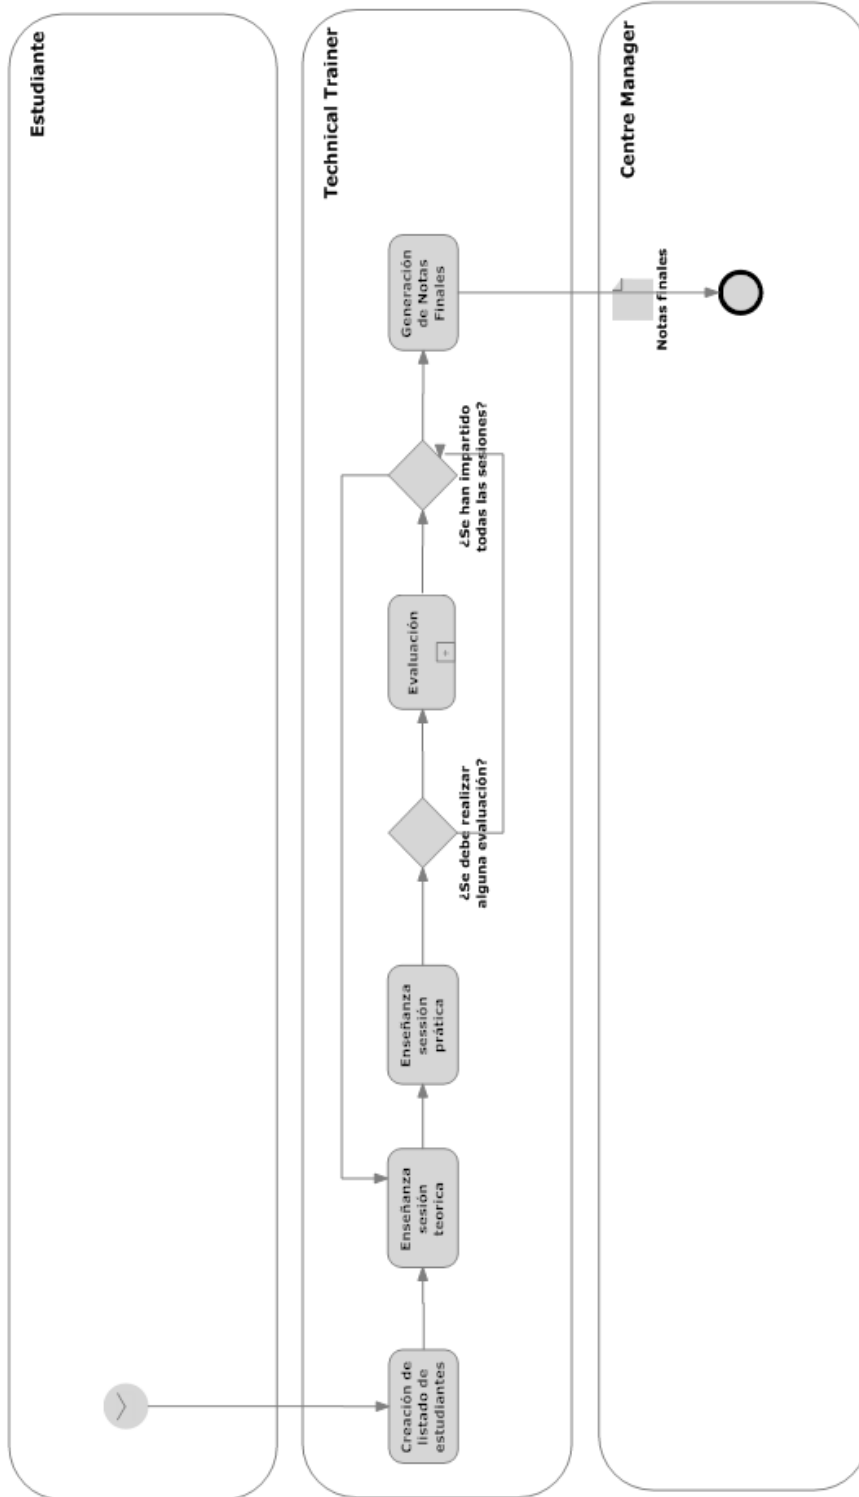 Estudiante
Technical Trainer
Creación de
listado de
estudiantes
Enseñanza
sesión
teorica
Enseñanza
sessión
prática
¿Se debe realizar
alguna evaluación?
Evaluación
+
¿Se han impartido
todas las sesiones?
Generación
de Notas
Finales
Centre Manager
Notas finales